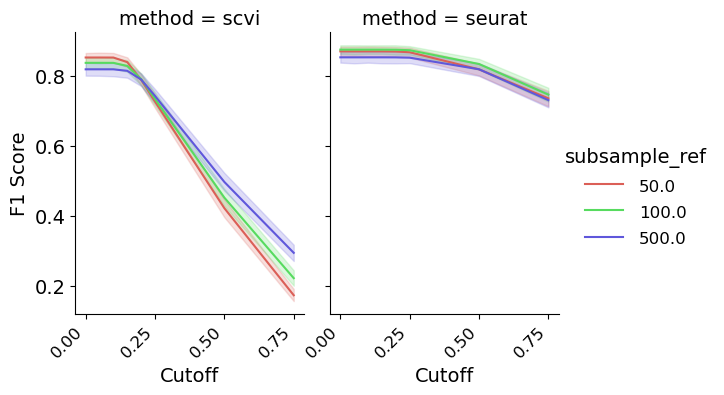 method = scvi
method = seurat
F1 Score
0.8
0.6
0.4
0.2
0.00
0.25
0.50
0.75
Cutoff
0.00
0.25
0.50
0.75
Cutoff
subsample_ref
50.0
100.0
500.0